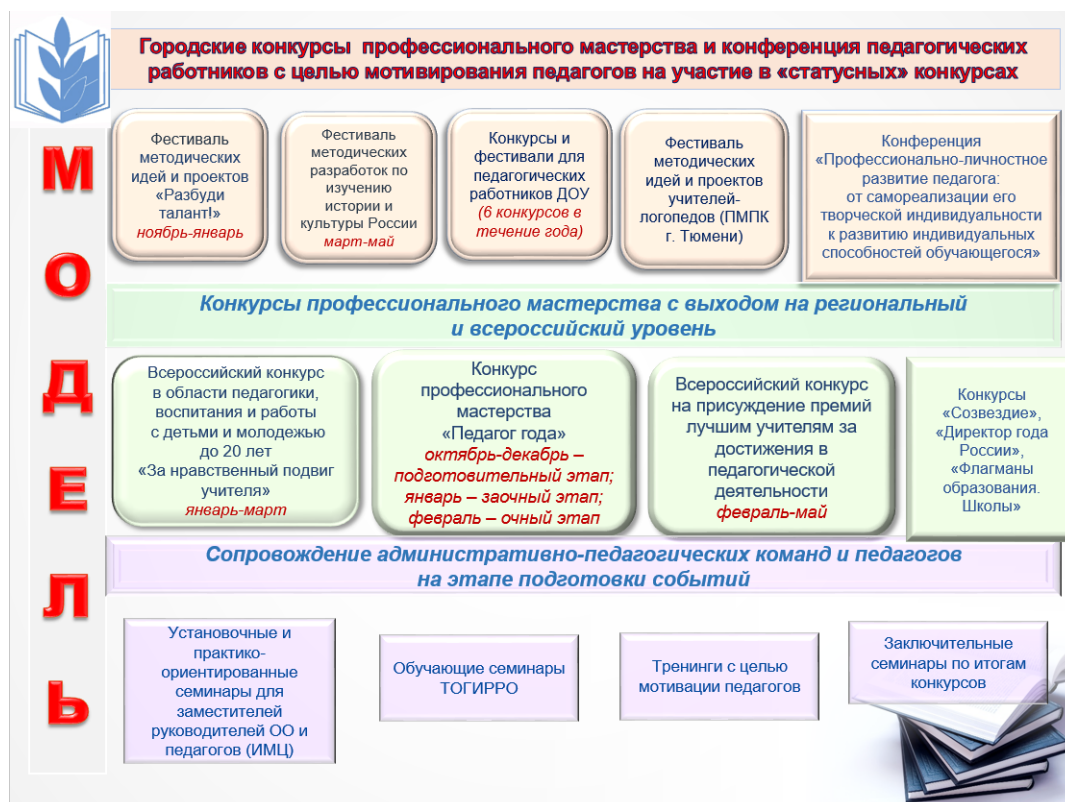 Городские конкурсы профессионального мастерства и конференция педагогических
работников с целью мотивирования педагогов на участие в «статусных» конкурсах
МОДЕЛЬ
Фестиваль
методических
идей и проектов
«Разбуди
талант!»
ноябрь-январь
Фестиваль
методических
разработок по
изучению
истории и
культуры России
март-май
Конкурсы и
фестивали для
педагогических
работников ДОУ
(6 конкурсов в
течение года)
Фестиваль
методических
идей и проектов
учителей-
логопедов (ПМПК
г. Тюмени)
Конференция
«Профессионально-личностное
развитие педагога:
от самореализации его
творческой индивидуальности
к развитию индивидуальных
способностей обучающегося»
Конкурсы профессионального мастерства с выходом на региональный
и всероссийский уровень
Всероссийский конкурс
в области педагогики,
воспитания и работы
с детьми и молодежью
до 20 лет
«За нравственный подвиг
учителя»
январь-март
Конкурс
профессионального
мастерства
«Педагог года»
октябрь-декабрь –
подготовительный этап;
январь – заочный этап;
февраль – очный этап
Всероссийский конкурс
на присуждение премий
лучшим учителям за
достижения в
педагогической
деятельности
февраль-май
Конкурсы
«Созвездие»,
«Директор года
России»,
«Флагманы
образования.
Школы»
Сопровождение административно-педагогических команд и педагогов
на этапе подготовки событий
Установочные и
практико-
ориентированные
семинары для
заместителей
руководителей ОО и
педагогов (ИМЦ)
Обучающие семинары
ТОГИРРО
Тренинги с целью
мотивации педагогов
Заключительные
семинары по итогам
конкурсов